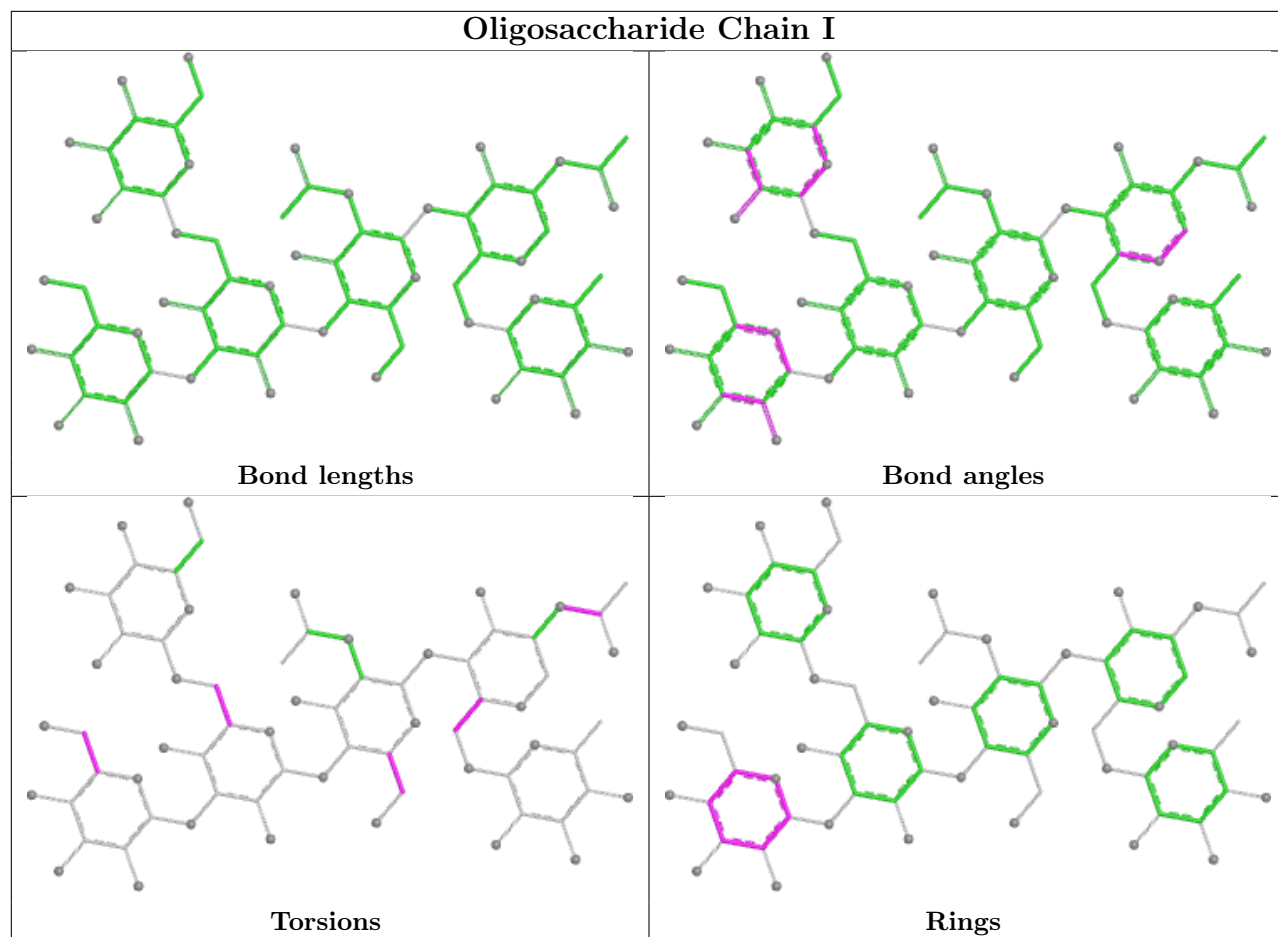 Oligosaccharide Chain I
Bond lengths
Bond angles
Torsions
Rings